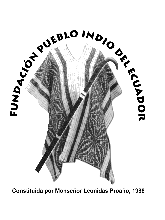 FUNDACIÓN PUEBLO INDIO DEL ECUADOR
Constituida por Monseñor Leonidas Proaño, 1988